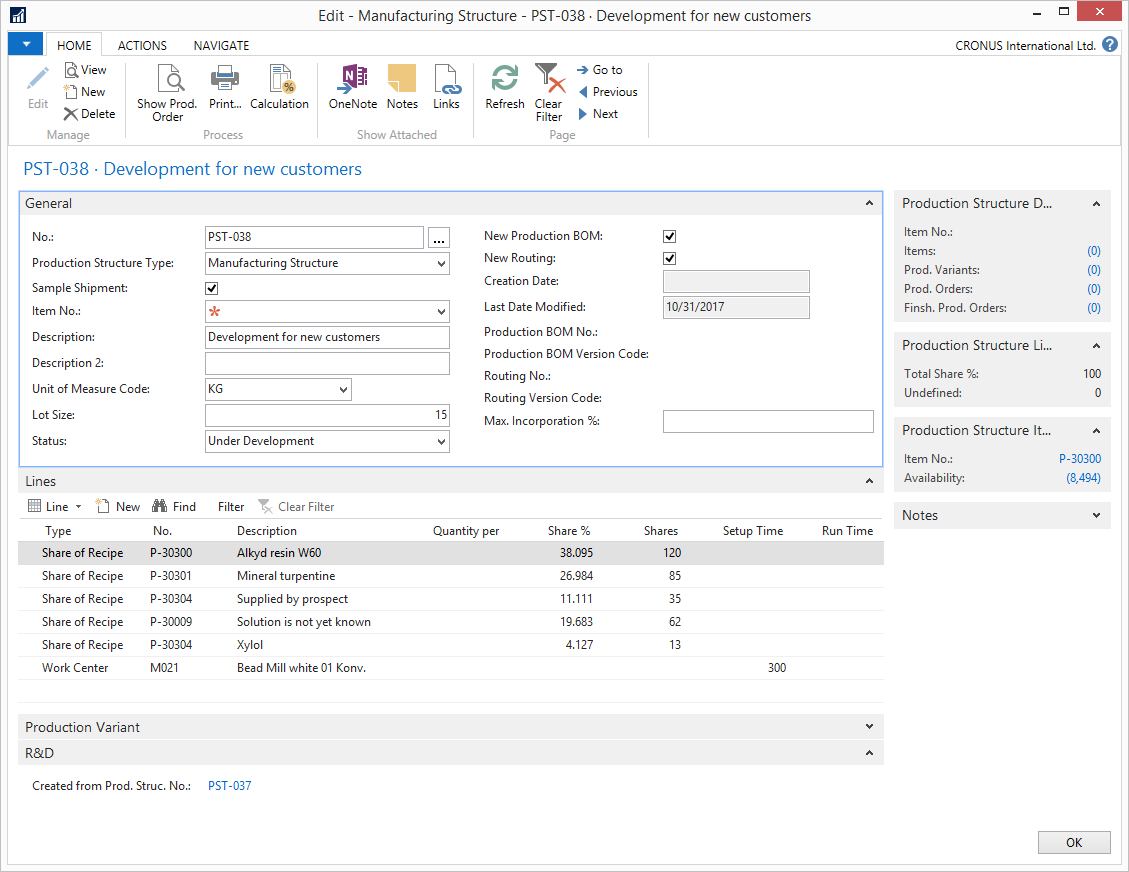 Edit - Manufacturing Structure - PST-038 · Development for new customers
HOME ACTIONS NAVIGATE
CRONUS International Ltd. ?
Edit
View
New
Delete
Manage
Show Prod. Order
Print...
Calculation
Process
OneNote
Notes
Links
Show Attached
Refresh
Clear Filter
Go to
Previous
Next
Page
PST-038 · Development for new customers
General
No.: PST-038 ...
Production Structure Type: Manufacturing Structure
Sample Shipment:
Item No.: *
Description: Development for new customers
Description 2:
Unit of Measure Code: KG
Lot Size: 15
Status: Under Development
New Production BOM:
New Routing:
Creation Date:
Last Date Modified: 10/31/2017
Production BOM No.:
Production BOM Version Code:
Routing No.:
Routing Version Code:
Max. Incorporation %:
Lines
Line New Find Filter Clear Filter
Type No. Description Quantity per Share % Shares Setup Time Run Time
Share of Recipe P-30300 Alkyd resin W60 38.095 120
Share of Recipe P-30301 Mineral turpentine 26.984 85
Share of Recipe P-30304 Supplied by prospect 11.111 35
Share of Recipe P-30009 Solution is not yet known 19.683 62
Share of Recipe P-30304 Xylol 4.127 13
Work Center M021 Bead Mill white 01 Konv. 300
Production Variant
R&D
Created from Prod. Struc. No.: PST-037
Production Structure D...
Item No.:
Items: (0)
Prod. Variants: (0)
Prod. Orders: (0)
Finsh. Prod. Orders: (0)
Production Structure Li...
Total Share %: 100
Undefined: 0
Production Structure It...
Item No.: P-30300
Availability: (8,494)
Notes
OK